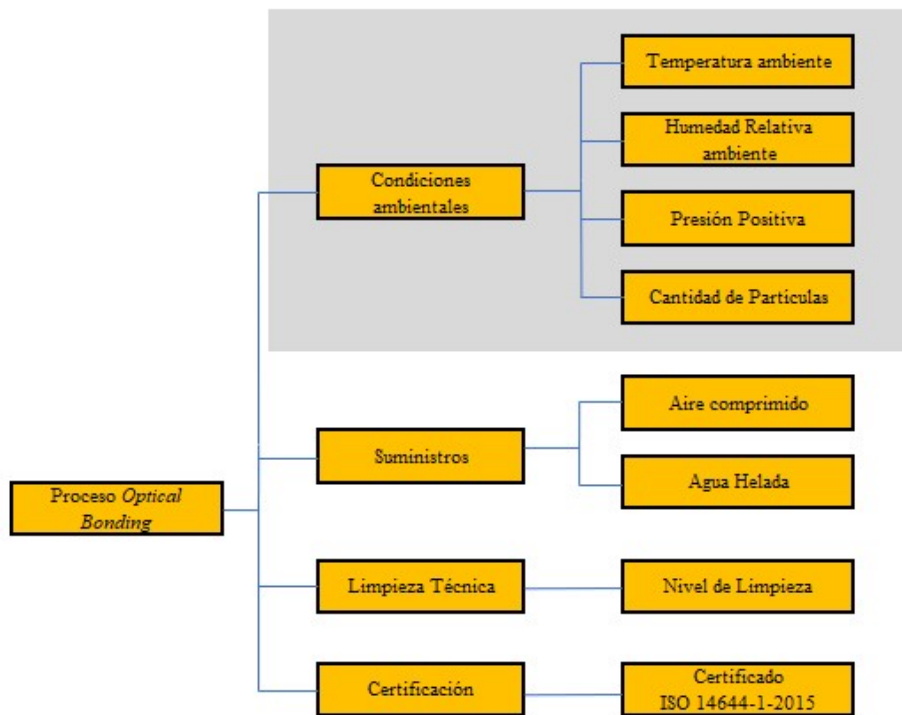 Temperatura ambiente
Humedad Relativa
ambiente
Condiciones
ambientales
Presión Positiva
Cantidad de Partículas
Aire comprimido
Suministros
Agua Helada
Proceso Optical
Bonding
Limpieza Técnica
Nivel de Limpieza
Certificación
Certificado
ISO 14644-1-2015